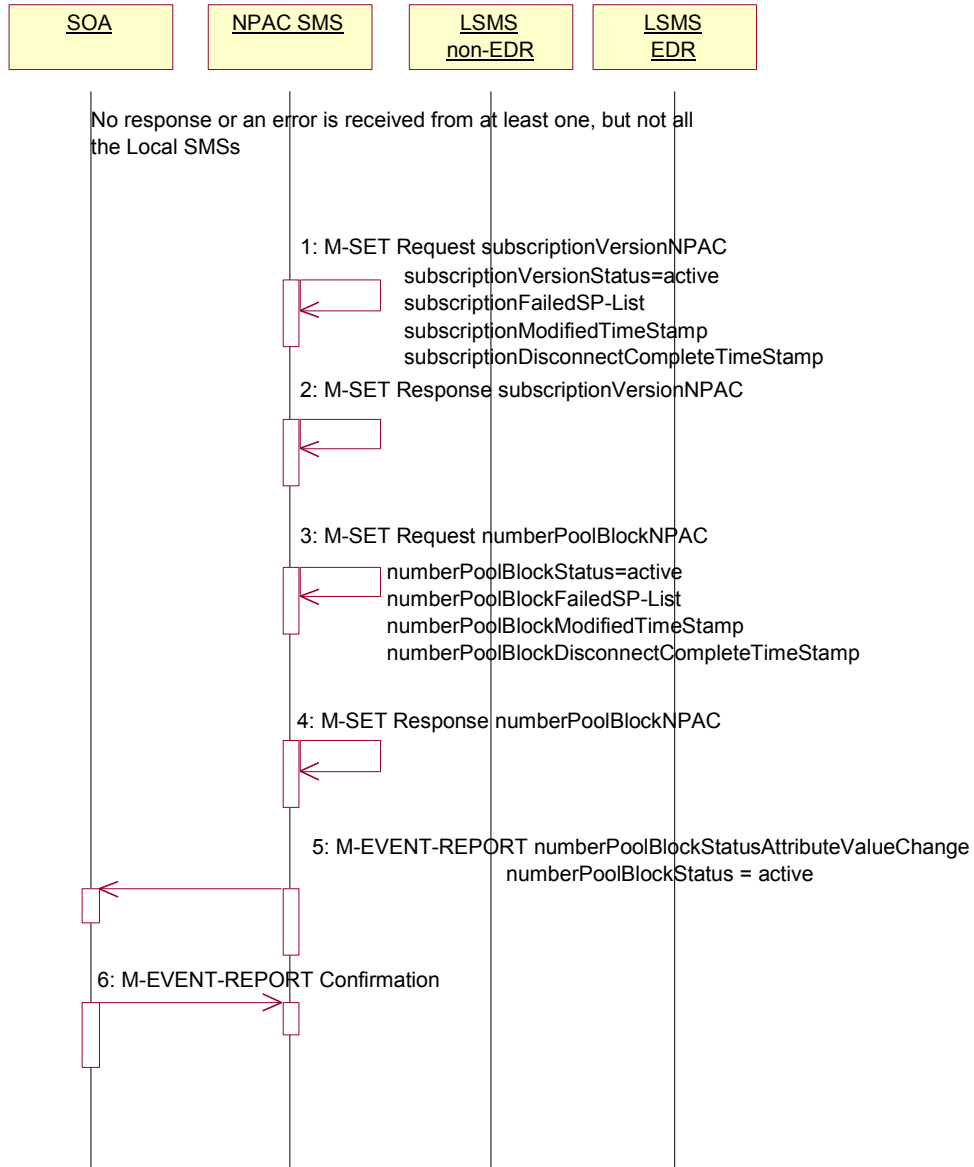 SOA
NPAC SMS
LSMS
non-EDR
LSMS
EDR
No response or an error is received from at least one, but not all
the Local SMSs
1: M-SET Request subscriptionVersionNPAC
subscriptionVersionStatus=active
subscriptionFailedSP-List
subscriptionModifiedTimeStamp
subscriptionDisconnectCompleteTimeStamp
2: M-SET Response subscriptionVersionNPAC
3: M-SET Request numberPoolBlockNPAC
numberPoolBlockStatus=active
numberPoolBlockFailedSP-List
numberPoolBlockModifiedTimeStamp
numberPoolBlockDisconnectCompleteTimeStamp
4: M-SET Response numberPoolBlockNPAC
5: M-EVENT-REPORT numberPoolBlockStatusAttributeValueChange
numberPoolBlockStatus = active
6: M-EVENT-REPORT Confirmation